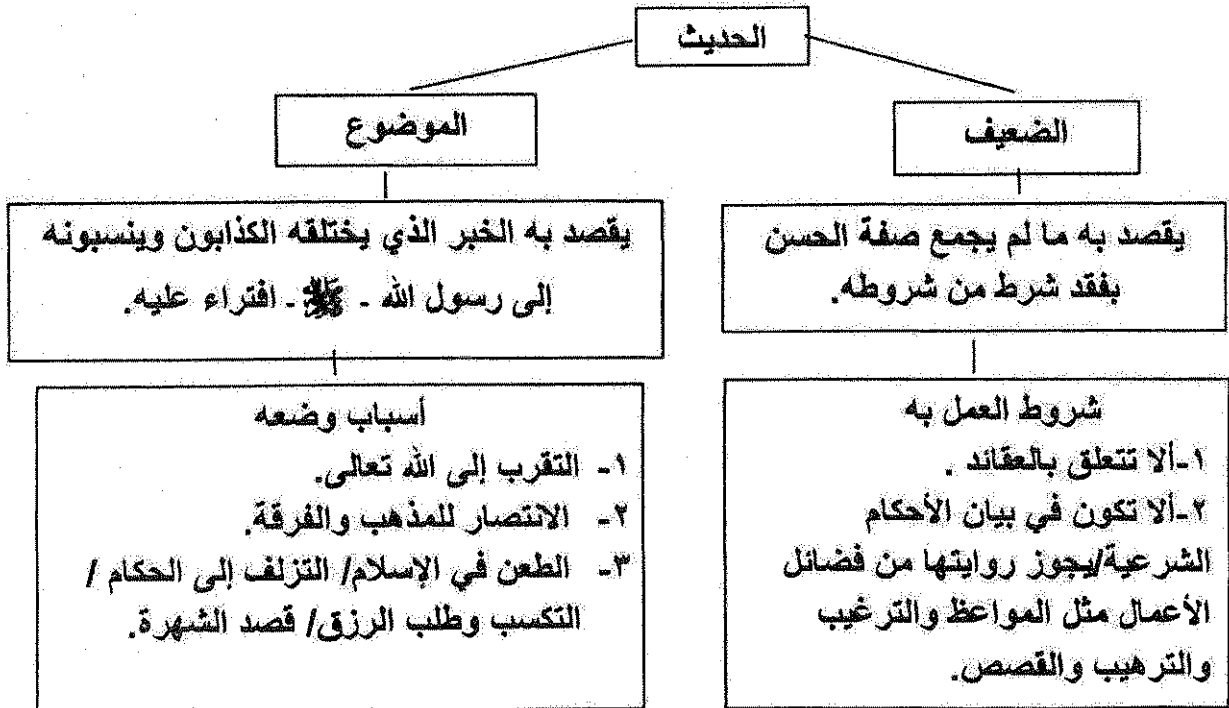 الحديث
الضعيف
يقصد به ما لم يجمع صفة الحسن
بفقد شرط من شروطه.
شروط العمل به
١-ألا تتعلق بالعقائد .
٢-ألا تكون في بيان الأحكام
الشرعية/يجوز روايتها من فضائل
الأعمال مثل المواعظ والترغيب
والترهيب والقصص.
الموضوع
يقصد به الخبر الذي يختلقه الكذابون وينسبونه
إلى رسول الله - ﷺ - افتراء عليه.
أسباب وضعه
١- التقرب إلى الله تعالى.
٢- الانتصار للمذهب والفرقة.
٣- الطعن في الإسلام/ التزلف إلى الحكام /
التكسب وطلب الرزق/ قصد الشهرة.